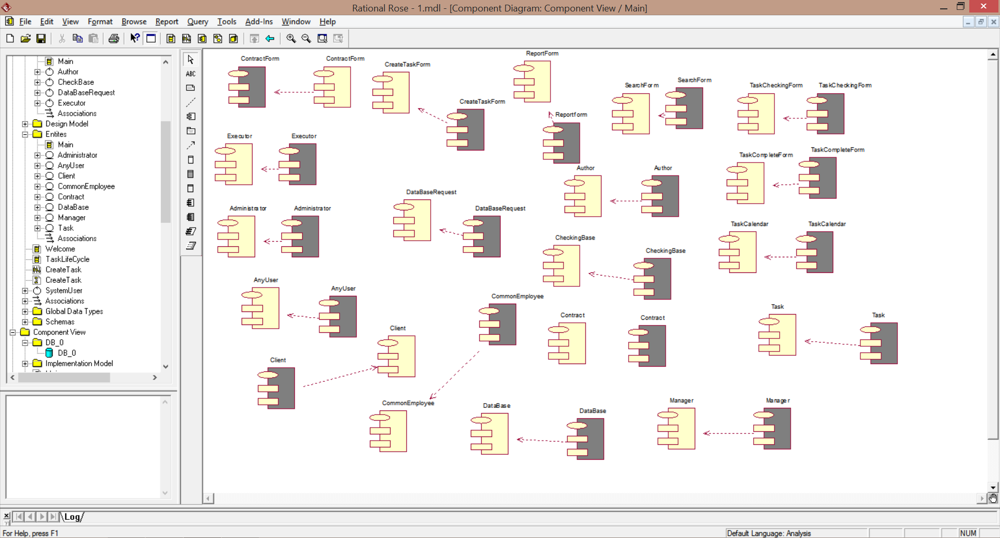 Rational Rose - 1.mdl - [Component Diagram: Component View / Main]
File Edit View Format Browse Report Query Tools Add-Ins Window Help
Main
Author
CheckBase
DataBaseRequest
Executor
Associations
Design Model
Entites
Main
Administrator
AnyUser
Client
CommonEmployee
Contract
DataBase
Manager
Task
Associations
Welcome
TaskLifeCycle
CreateTask
CreateTask
SystemUser
Associations
Global Data Types
Schemas
Component View
DB_0
DB_0
Implementation Model
ABC
ContractForm
ContractForm
CreateTaskForm
ReportForm
SearchForm
SearchForm
TaskCheckingForm
TaskCheckingForm
CreateTaskForm
Reportform
Executor
Executor
TaskCompleteForm
TaskCompleteForm
Author
Author
DataBaseRequest
DataBaseRequest
Administrator
Administrator
TaskCalendar
TaskCalendar
CheckingBase
CheckingBase
AnyUser
AnyUser
CommonEmployee
Contract
Contract
Task
Task
Client
Client
CommonEmployee
DataBase
DataBase
Manager
Manager
Log
For Help, press F1
Default Language: Analysis
NUM